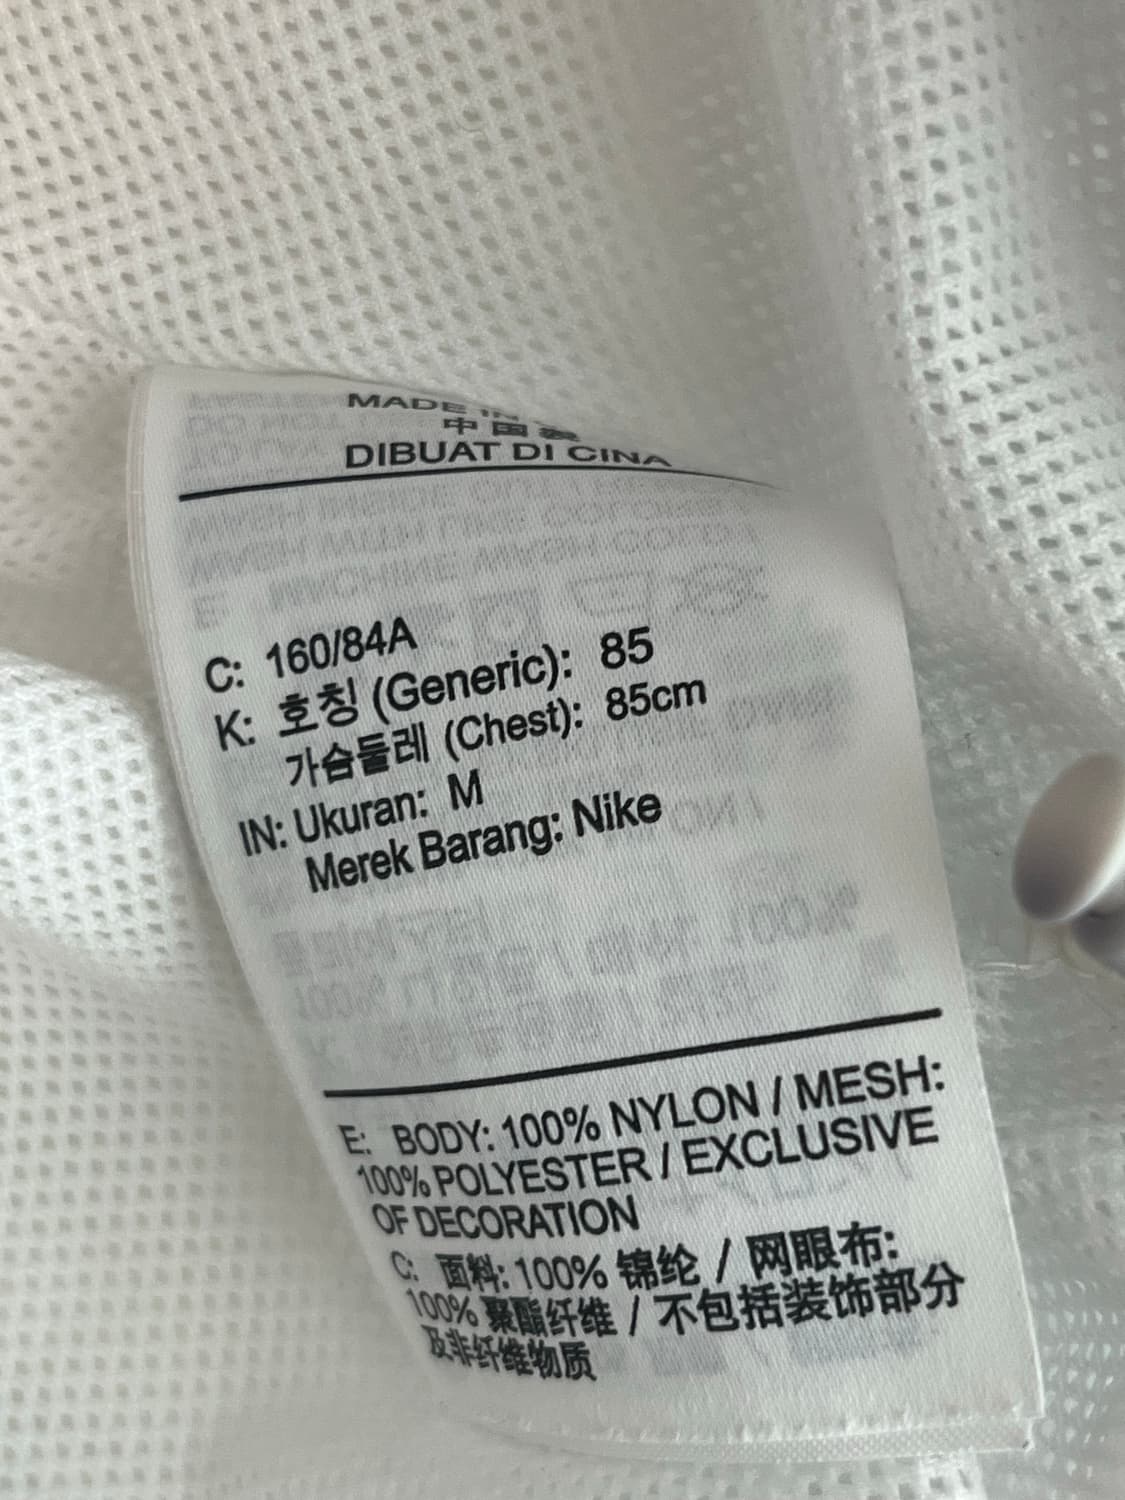 MADE IN
中国製
DIBUAT DI CINA
C: 160/84A
K: 호칭 (Generic): 85
가슴둘레 (Chest): 85cm
IN: Ukuran: M
Merek Barang: Nike
E: BODY: 100% NYLON / MESH:
100% POLYESTER / EXCLUSIVE
OF DECORATION
C: 面料: 100% 锦纶 / 网眼布:
100% 聚酯纤维 / 不包括装饰部分
及非纤维物质